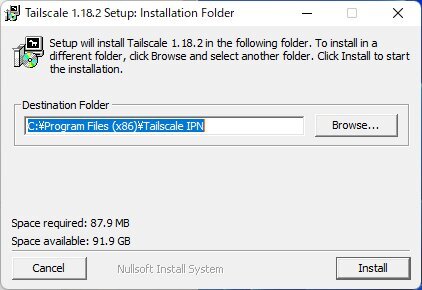 Tailscale 1.18.2 Setup: Installation Folder
Setup will install Tailscale 1.18.2 in the following folder. To install in a
different folder, click Browse and select another folder. Click Install to start
the installation.
Destination Folder
C:¥Program Files (x86)¥Tailscale IPN
Browse...
Space required: 87.9 MB
Space available: 91.9 GB
Cancel
Nullsoft Install System
Install